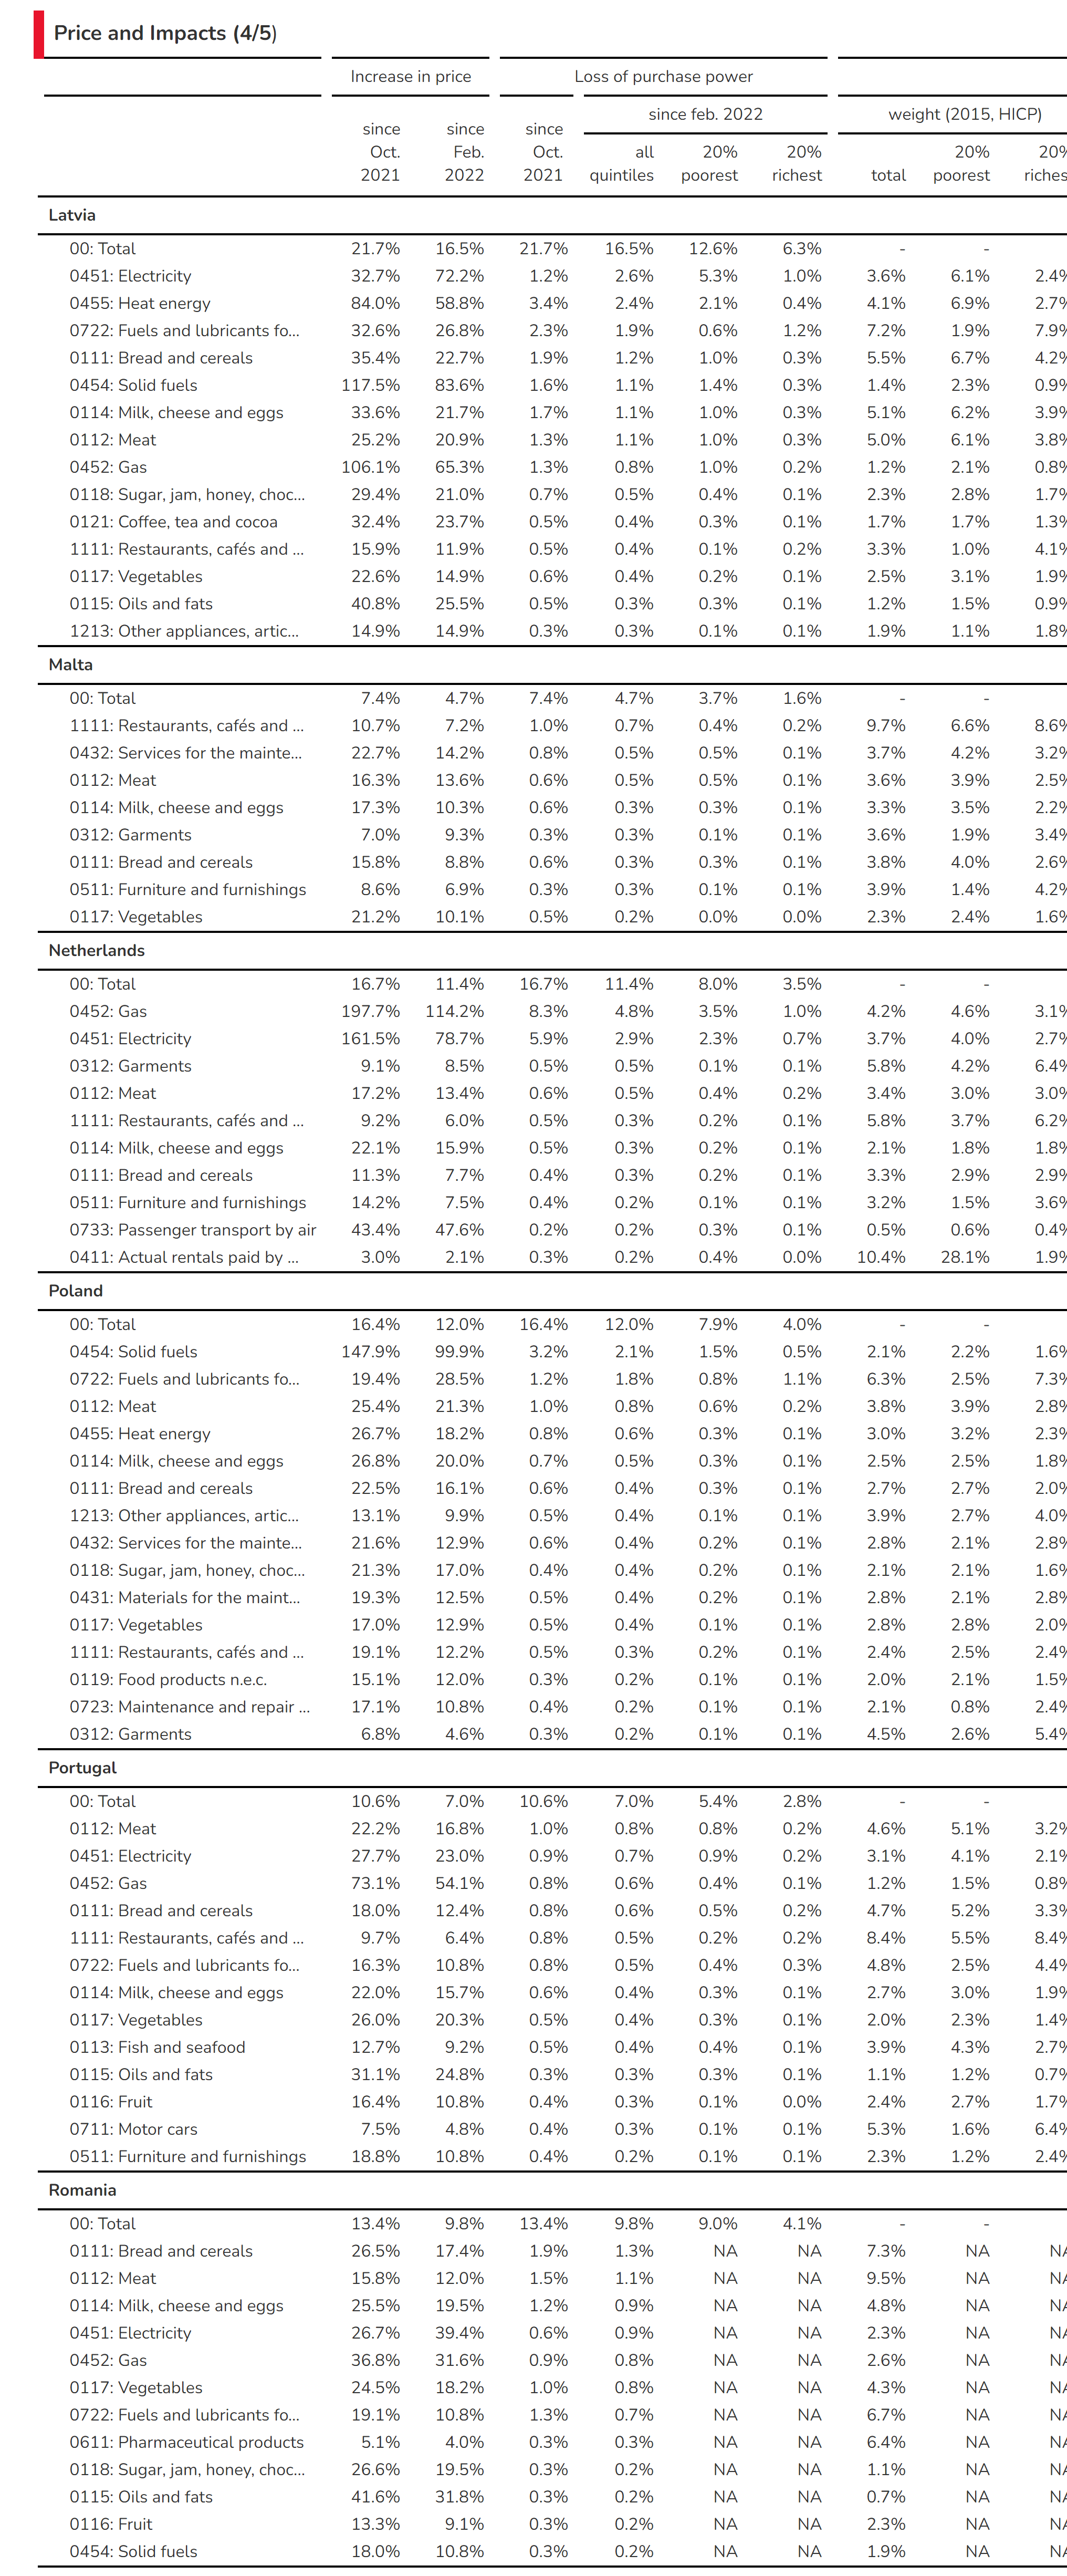 Price and Impacts (4/5)
Increase in price Loss of purchase power
since feb. 2022 weight (2015, HICP)
since since since
Oct. Feb. Oct. all 20% 20% 20% 20%
2021 2022 2021 quintiles poorest richest total poorest riches
Latvia
00: Total 21.7% 16.5% 21.7% 16.5% 12.6% 6.3% - -
0451: Electricity 32.7% 72.2% 1.2% 2.6% 5.3% 1.0% 3.6% 6.1% 2.4%
0455: Heat energy 84.0% 58.8% 3.4% 2.4% 2.1% 0.4% 4.1% 6.9% 2.7%
0722: Fuels and lubricants fo... 32.6% 26.8% 2.3% 1.9% 0.6% 1.2% 7.2% 1.9% 7.9%
0111: Bread and cereals 35.4% 22.7% 1.9% 1.2% 1.0% 0.3% 5.5% 6.7% 4.2%
0454: Solid fuels 117.5% 83.6% 1.6% 1.1% 1.4% 0.3% 1.4% 2.3% 0.9%
0114: Milk, cheese and eggs 33.6% 21.7% 1.7% 1.1% 1.0% 0.3% 5.1% 6.2% 3.9%
0112: Meat 25.2% 20.9% 1.3% 1.1% 1.0% 0.3% 5.0% 6.1% 3.8%
0452: Gas 106.1% 65.3% 1.3% 0.8% 1.0% 0.2% 1.2% 2.1% 0.8%
0118: Sugar, jam, honey, choc... 29.4% 21.0% 0.7% 0.5% 0.4% 0.1% 2.3% 2.8% 1.7%
0121: Coffee, tea and cocoa 32.4% 23.7% 0.5% 0.4% 0.3% 0.1% 1.7% 1.7% 1.3%
1111: Restaurants, cafés and ... 15.9% 11.9% 0.5% 0.4% 0.1% 0.2% 3.3% 1.0% 4.1%
0117: Vegetables 22.6% 14.9% 0.6% 0.4% 0.2% 0.1% 2.5% 3.1% 1.9%
0115: Oils and fats 40.8% 25.5% 0.5% 0.3% 0.3% 0.1% 1.2% 1.5% 0.9%
1213: Other appliances, artic... 14.9% 14.9% 0.3% 0.3% 0.1% 0.1% 1.9% 1.1% 1.8%
Malta
00: Total 7.4% 4.7% 7.4% 4.7% 3.7% 1.6% - -
1111: Restaurants, cafés and ... 10.7% 7.2% 1.0% 0.7% 0.4% 0.2% 9.7% 6.6% 8.6%
0432: Services for the mainte... 22.7% 14.2% 0.8% 0.5% 0.5% 0.1% 3.7% 4.2% 3.2%
0112: Meat 16.3% 13.6% 0.6% 0.5% 0.5% 0.1% 3.6% 3.9% 2.5%
0114: Milk, cheese and eggs 17.3% 10.3% 0.6% 0.3% 0.3% 0.1% 3.3% 3.5% 2.2%
0312: Garments 7.0% 9.3% 0.3% 0.3% 0.1% 0.1% 3.6% 1.9% 3.4%
0111: Bread and cereals 15.8% 8.8% 0.6% 0.3% 0.3% 0.1% 3.8% 4.0% 2.6%
0511: Furniture and furnishings 8.6% 6.9% 0.3% 0.3% 0.1% 0.1% 3.9% 1.4% 4.2%
0117: Vegetables 21.2% 10.1% 0.5% 0.2% 0.0% 0.0% 2.3% 2.4% 1.6%
Netherlands
00: Total 16.7% 11.4% 16.7% 11.4% 8.0% 3.5% - -
0452: Gas 197.7% 114.2% 8.3% 4.8% 3.5% 1.0% 4.2% 4.6% 3.1%
0451: Electricity 161.5% 78.7% 5.9% 2.9% 2.3% 0.7% 3.7% 4.0% 2.7%
0312: Garments 9.1% 8.5% 0.5% 0.5% 0.1% 0.1% 5.8% 4.2% 6.4%
0112: Meat 17.2% 13.4% 0.6% 0.5% 0.4% 0.2% 3.4% 3.0% 3.0%
1111: Restaurants, cafés and ... 9.2% 6.0% 0.5% 0.3% 0.2% 0.1% 5.8% 3.7% 6.2%
0114: Milk, cheese and eggs 22.1% 15.9% 0.5% 0.3% 0.2% 0.1% 2.1% 1.8% 1.8%
0111: Bread and cereals 11.3% 7.7% 0.4% 0.3% 0.2% 0.1% 3.3% 2.9% 2.9%
0511: Furniture and furnishings 14.2% 7.5% 0.4% 0.2% 0.1% 0.1% 3.2% 1.5% 3.6%
0733: Passenger transport by air 43.4% 47.6% 0.2% 0.2% 0.3% 0.1% 0.5% 0.6% 0.4%
0411: Actual rentals paid by ... 3.0% 2.1% 0.3% 0.2% 0.4% 0.0% 10.4% 28.1% 1.9%
Poland
00: Total 16.4% 12.0% 16.4% 12.0% 7.9% 4.0% - -
0454: Solid fuels 147.9% 99.9% 3.2% 2.1% 1.5% 0.5% 2.1% 2.2% 1.6%
0722: Fuels and lubricants fo... 19.4% 28.5% 1.2% 1.8% 0.8% 1.1% 6.3% 2.5% 7.3%
0112: Meat 25.4% 21.3% 1.0% 0.8% 0.6% 0.2% 3.8% 3.9% 2.8%
0455: Heat energy 26.7% 18.2% 0.8% 0.6% 0.3% 0.1% 3.0% 3.2% 2.3%
0114: Milk, cheese and eggs 26.8% 20.0% 0.7% 0.5% 0.3% 0.1% 2.5% 2.5% 1.8%
0111: Bread and cereals 22.5% 16.1% 0.6% 0.4% 0.3% 0.1% 2.7% 2.7% 2.0%
1213: Other appliances, artic... 13.1% 9.9% 0.5% 0.4% 0.1% 0.1% 3.9% 2.7% 4.0%
0432: Services for the mainte... 21.6% 12.9% 0.6% 0.4% 0.2% 0.1% 2.8% 2.1% 2.8%
0118: Sugar, jam, honey, choc... 21.3% 17.0% 0.4% 0.4% 0.2% 0.1% 2.1% 2.1% 1.6%
0431: Materials for the maint... 19.3% 12.5% 0.5% 0.4% 0.2% 0.1% 2.8% 2.1% 2.8%
0117: Vegetables 17.0% 12.9% 0.5% 0.4% 0.1% 0.1% 2.8% 2.8% 2.0%
1111: Restaurants, cafés and ... 19.1% 12.2% 0.5% 0.3% 0.2% 0.1% 2.4% 2.5% 2.4%
0119: Food products n.e.c. 15.1% 12.0% 0.3% 0.2% 0.1% 0.1% 2.0% 2.1% 1.5%
0723: Maintenance and repair ... 17.1% 10.8% 0.4% 0.2% 0.1% 0.1% 2.1% 0.8% 2.4%
0312: Garments 6.8% 4.6% 0.3% 0.2% 0.1% 0.1% 4.5% 2.6% 5.4%
Portugal
00: Total 10.6% 7.0% 10.6% 7.0% 5.4% 2.8% - -
0112: Meat 22.2% 16.8% 1.0% 0.8% 0.8% 0.2% 4.6% 5.1% 3.2%
0451: Electricity 27.7% 23.0% 0.9% 0.7% 0.9% 0.2% 3.1% 4.1% 2.1%
0452: Gas 73.1% 54.1% 0.8% 0.6% 0.4% 0.1% 1.2% 1.5% 0.8%
0111: Bread and cereals 18.0% 12.4% 0.8% 0.6% 0.5% 0.2% 4.7% 5.2% 3.3%
1111: Restaurants, cafés and ... 9.7% 6.4% 0.8% 0.5% 0.2% 0.2% 8.4% 5.5% 8.4%
0722: Fuels and lubricants fo... 16.3% 10.8% 0.8% 0.5% 0.4% 0.3% 4.8% 2.5% 4.4%
0114: Milk, cheese and eggs 22.0% 15.7% 0.6% 0.4% 0.3% 0.1% 2.7% 3.0% 1.9%
0117: Vegetables 26.0% 20.3% 0.5% 0.4% 0.3% 0.1% 2.0% 2.3% 1.4%
0113: Fish and seafood 12.7% 9.2% 0.5% 0.4% 0.4% 0.1% 3.9% 4.3% 2.7%
0115: Oils and fats 31.1% 24.8% 0.3% 0.3% 0.3% 0.1% 1.1% 1.2% 0.7%
0116: Fruit 16.4% 10.8% 0.4% 0.3% 0.1% 0.0% 2.4% 2.7% 1.7%
0711: Motor cars 7.5% 4.8% 0.4% 0.3% 0.1% 0.1% 5.3% 1.6% 6.4%
0511: Furniture and furnishings 18.8% 10.8% 0.4% 0.2% 0.1% 0.1% 2.3% 1.2% 2.4%
Romania
00: Total 13.4% 9.8% 13.4% 9.8% 9.0% 4.1% - -
0111: Bread and cereals 26.5% 17.4% 1.9% 1.3% NA NA 7.3% NA NA
0112: Meat 15.8% 12.0% 1.5% 1.1% NA NA 9.5% NA NA
0114: Milk, cheese and eggs 25.5% 19.5% 1.2% 0.9% NA NA 4.8% NA NA
0451: Electricity 26.7% 39.4% 0.6% 0.9% NA NA 2.3% NA NA
0452: Gas 36.8% 31.6% 0.9% 0.8% NA NA 2.6% NA NA
0117: Vegetables 24.5% 18.2% 1.0% 0.8% NA NA 4.3% NA NA
0722: Fuels and lubricants fo... 19.1% 10.8% 1.3% 0.7% NA NA 6.7% NA NA
0611: Pharmaceutical products 5.1% 4.0% 0.3% 0.3% NA NA 6.4% NA NA
0118: Sugar, jam, honey, choc... 26.6% 19.5% 0.3% 0.2% NA NA 1.1% NA NA
0115: Oils and fats 41.6% 31.8% 0.3% 0.2% NA NA 0.7% NA NA
0116: Fruit 13.3% 9.1% 0.3% 0.2% NA NA 2.3% NA NA
0454: Solid fuels 18.0% 10.8% 0.3% 0.2% NA NA 1.9% NA NA